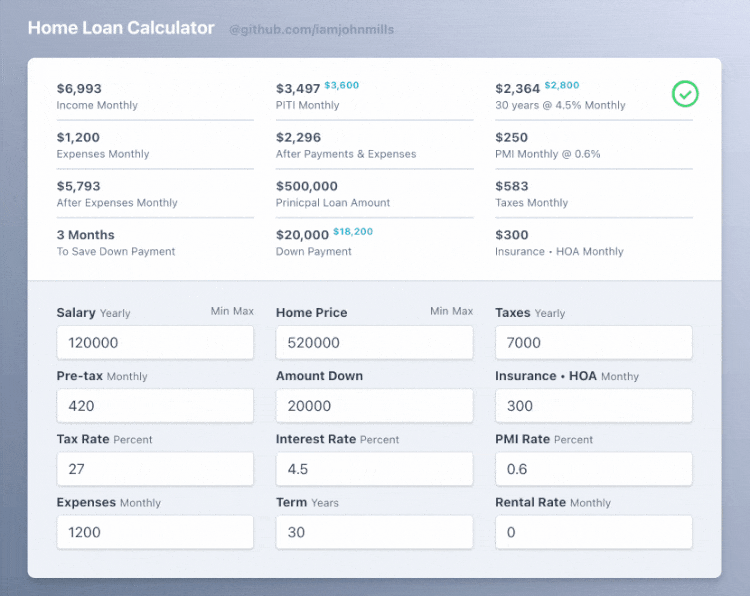 Home Loan Calculator @github.com/iamjohnmills
$6,993
Income Monthly
$3,497 $3,600
PITI Monthly
$2,364 $2,800
30 years @ 4.5% Monthly
$1,200
Expenses Monthly
$2,296
After Payments & Expenses
$250
PMI Monthly @ 0.6%
$5,793
After Expenses Monthly
$500,000
Prinicpal Loan Amount
$583
Taxes Monthly
3 Months
To Save Down Payment
$20,000 $18,200
Down Payment
$300
Insurance • HOA Monthly
Salary Yearly Min Max
120000
Home Price Min Max
520000
Taxes Yearly
7000
Pre-tax Monthly
420
Amount Down
20000
Insurance • HOA Monthy
300
Tax Rate Percent
27
Interest Rate Percent
4.5
PMI Rate Percent
0.6
Expenses Monthly
1200
Term Years
30
Rental Rate Monthly
0